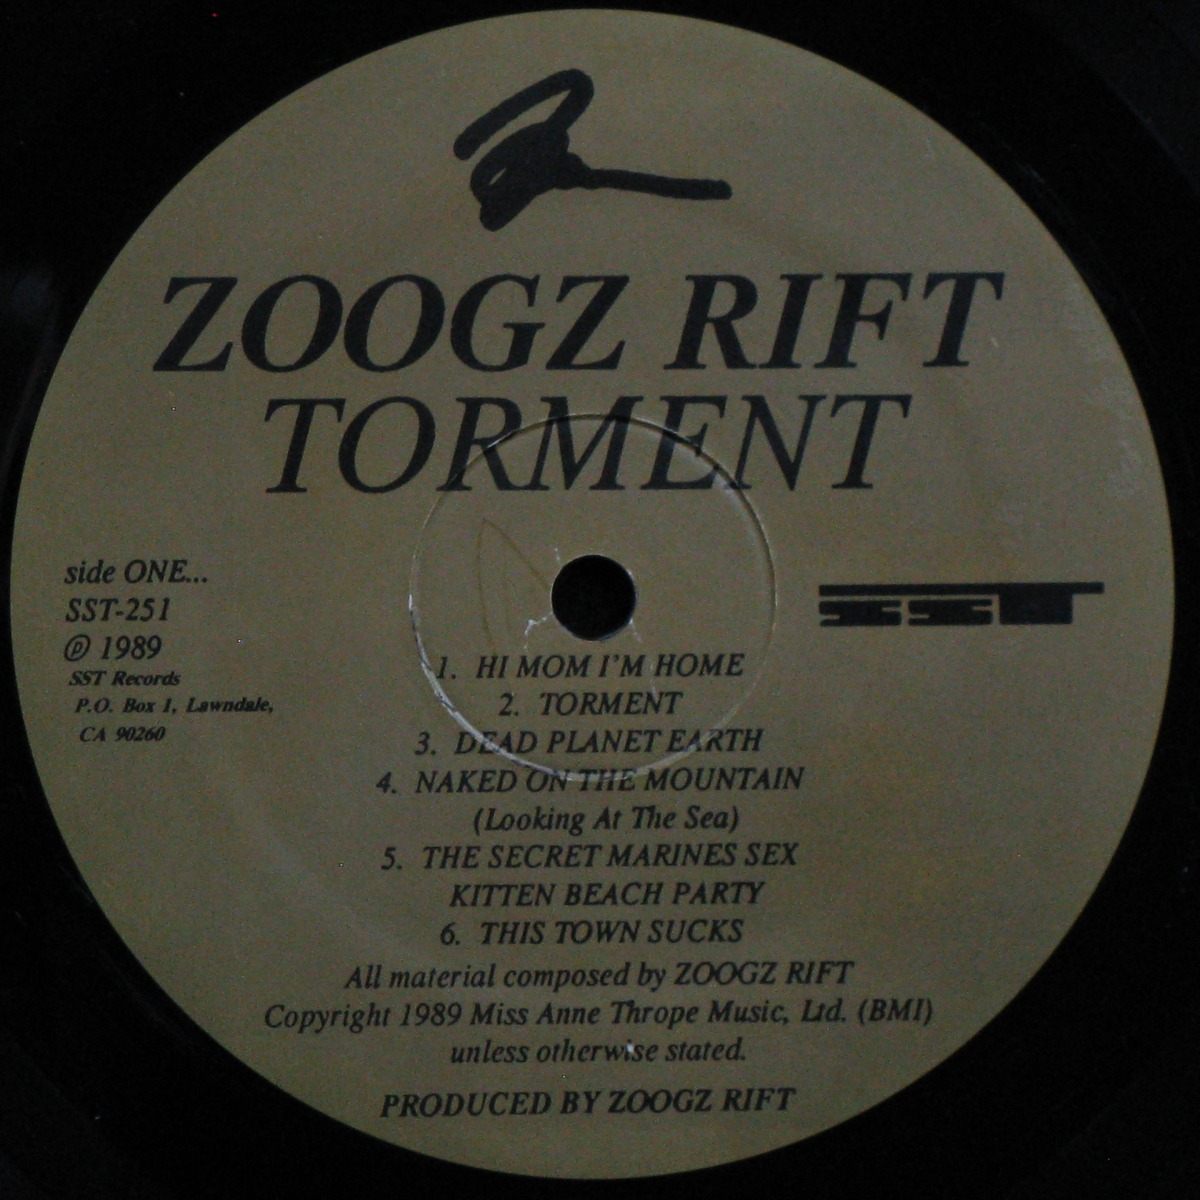 ZOOGZ RIFT
TORMENT
side ONE...
SST-251
℗ 1989
SST Records
P.O. Box 1, Lawndale,
CA 90260
SST
1. HI MOM I'M HOME
2. TORMENT
3. DEAD PLANET EARTH
4. NAKED ON THE MOUNTAIN
(Looking At The Sea)
5. THE SECRET MARINES SEX
KITTEN BEACH PARTY
6. THIS TOWN SUCKS
All material composed by ZOOGZ RIFT
Copyright 1989 Miss Anne Thrope Music, Ltd. (BMI)
unless otherwise stated.
PRODUCED BY ZOOGZ RIFT